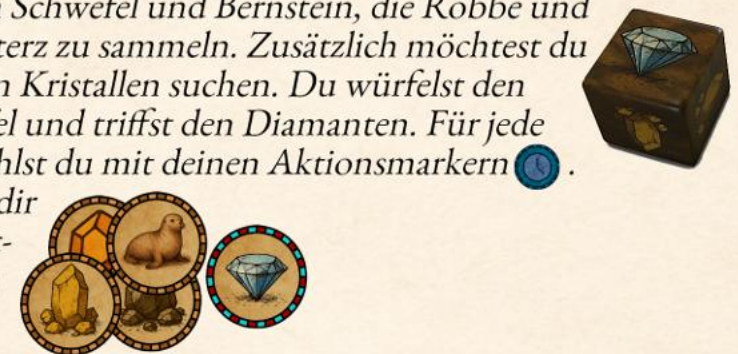 Schwefel und Bernstein, die Robbe und
terz zu sammeln. Zusätzlich möchtest du
n Kristallen suchen. Du würfelst den
el und triffst den Diamanten. Für jede
hlst du mit deinen Aktionsmarkern .
dir
-